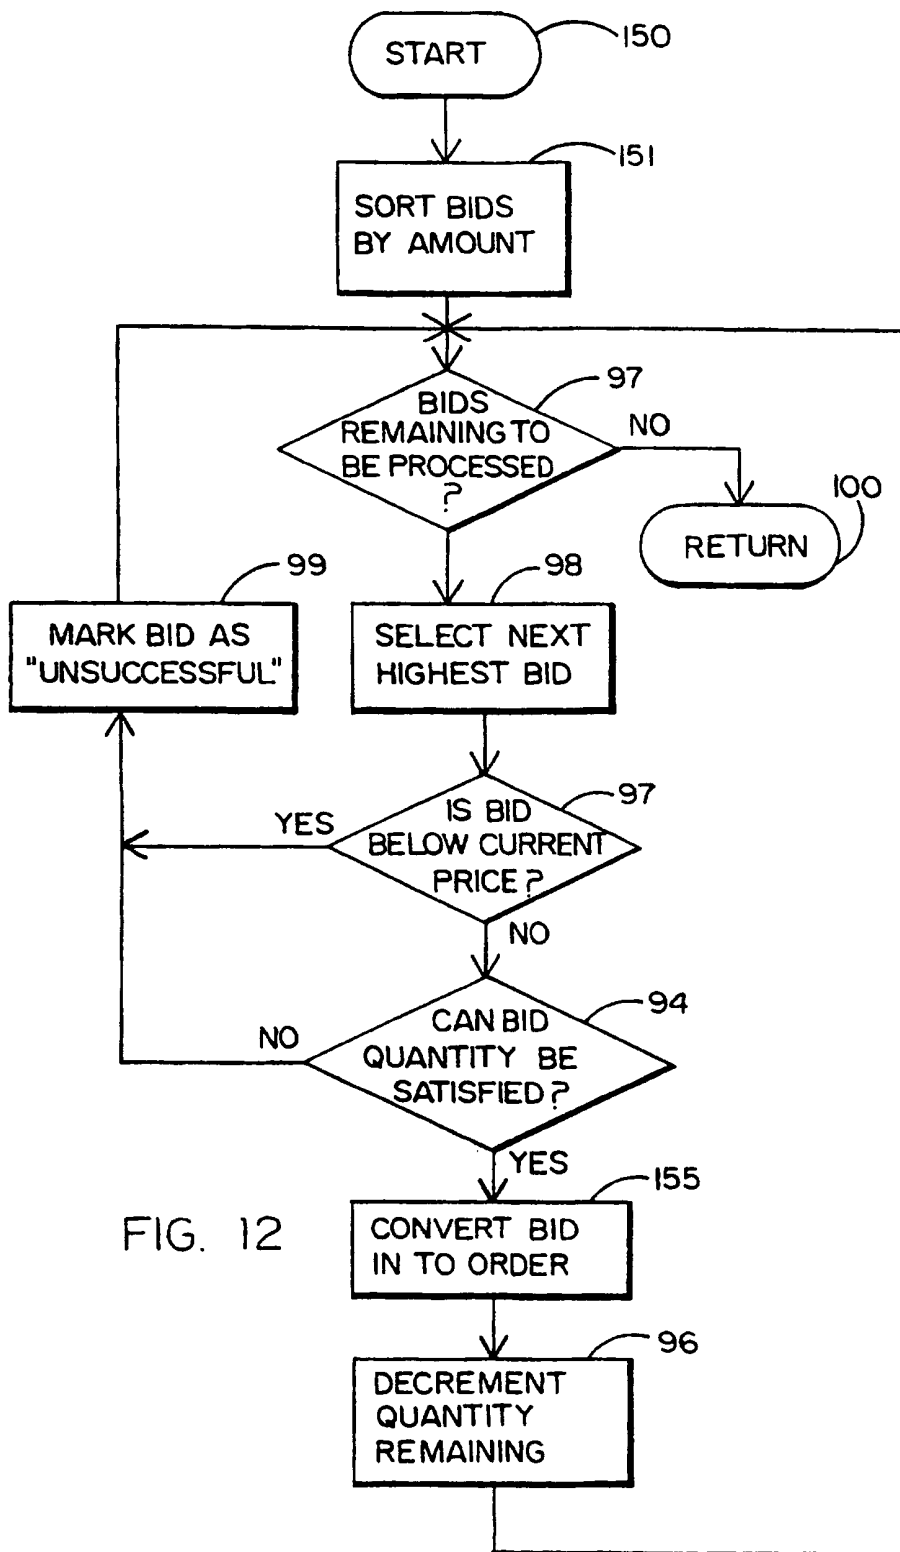 START
150
151
SORT BIDS
BY AMOUNT
97
BIDS
REMAINING TO
BE PROCESSED
?
NO
100
RETURN
99
98
MARK BID AS
"UNSUCCESSFUL"
SELECT NEXT
HIGHEST BID
97
YES
IS BID
BELOW CURRENT
PRICE?
NO
94
NO
CAN BID
QUANTITY BE
SATISFIED?
YES
155
FIG. 12
CONVERT BID
IN TO ORDER
96
DECREMENT
QUANTITY
REMAINING